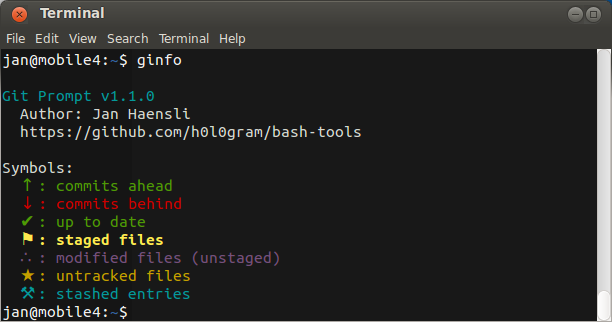 Terminal
File Edit View Search Terminal Help
jan@mobile4:~$ ginfo
Git Prompt v1.1.0
Author: Jan Haensli
https://github.com/h0l0gram/bash-tools
Symbols:
↑: commits ahead
↓: commits behind
✔: up to date
⚑: staged files
∴: modified files (unstaged)
★: untracked files
⚒: stashed entries
jan@mobile4:~$